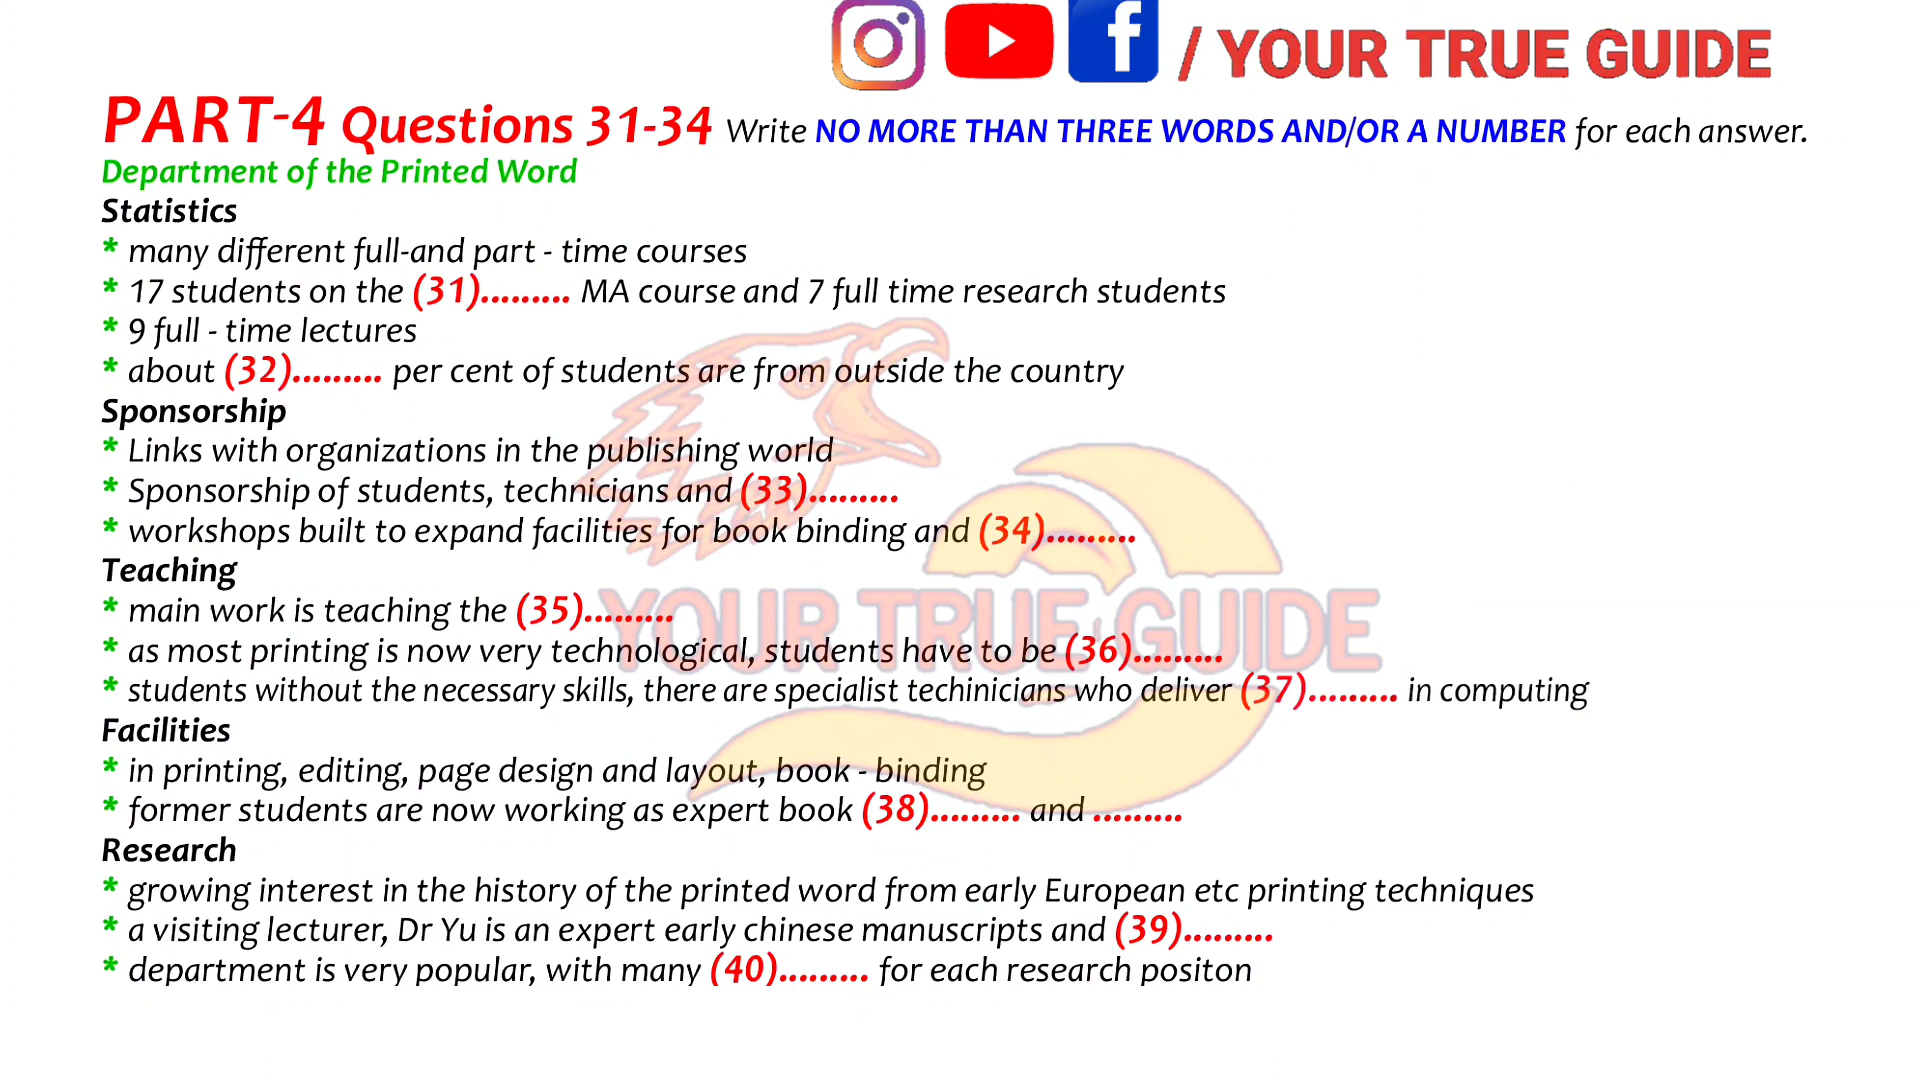 / YOUR TRUE GUIDE
PART-4 Questions 31-34 Write NO MORE THAN THREE WORDS AND/OR A NUMBER for each answer.
Department of the Printed Word
Statistics
* many different full-and part - time courses
* 17 students on the (31)......... MA course and 7 full time research students
* 9 full - time lectures
* about (32)......... per cent of students are from outside the country
Sponsorship
* Links with organizations in the publishing world
* Sponsorship of students, technicians and (33).........
* workshops built to expand facilities for book binding and (34).........
Teaching
* main work is teaching the (35).........
YOUR TRUE GUIDE
* as most printing is now very technological, students have to be (36).........
* students without the necessary skills, there are specialist techinicians who deliver (37)......... in computing
Facilities
* in printing, editing, page design and layout, book - binding
* former students are now working as expert book (38)......... and .........
Research
* growing interest in the history of the printed word from early European etc printing techniques
* a visiting lecturer, Dr Yu is an expert early chinese manuscripts and (39).........
* department is very popular, with many (40)......... for each research positon